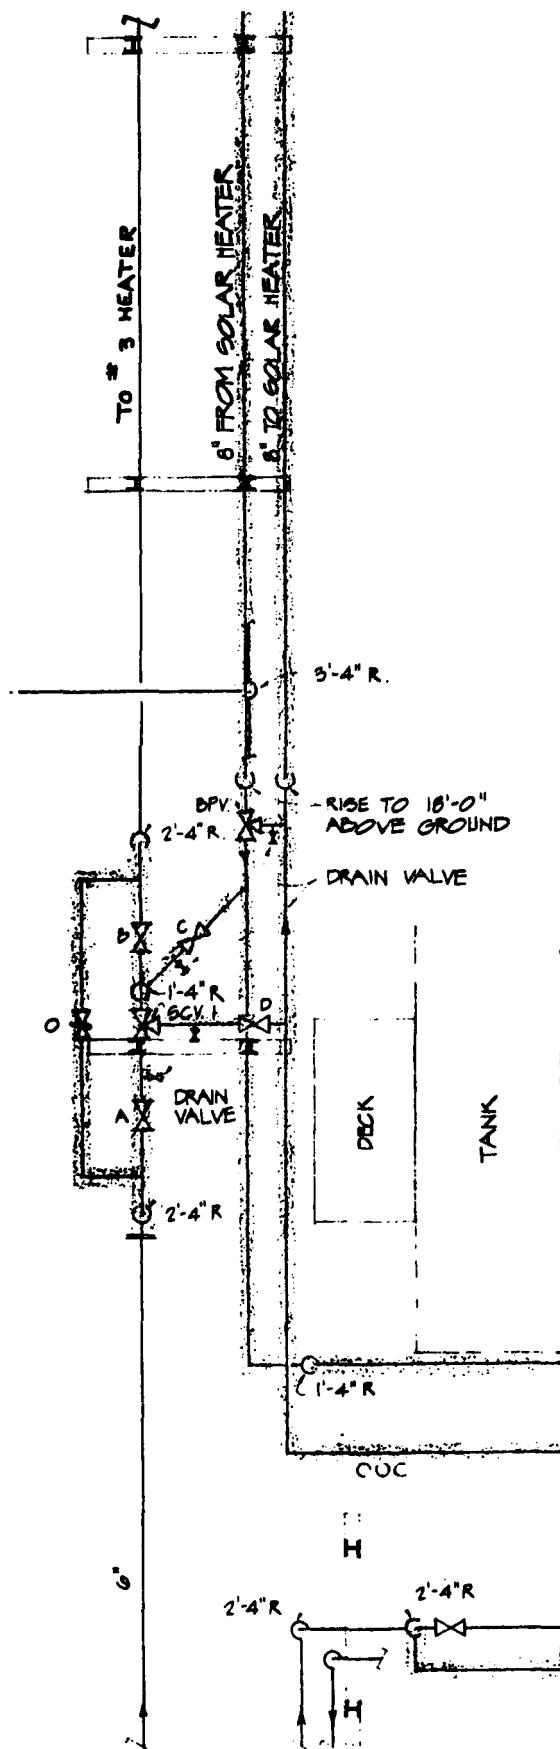 TO # 3 HEATER
8" FROM SOLAR HEATER
8" TO SOLAR HEATER
3'-4" R.
BPV
RISE TO 18'-0"
ABOVE GROUND
2'-4" R.
DRAIN VALVE
C
B
1'-4" R
SCV 1
D
O
DRAIN
VALVE
A
DECK
TANK
2'-4" R
1'-4" R
6"
2'-4" R
2'-4" R